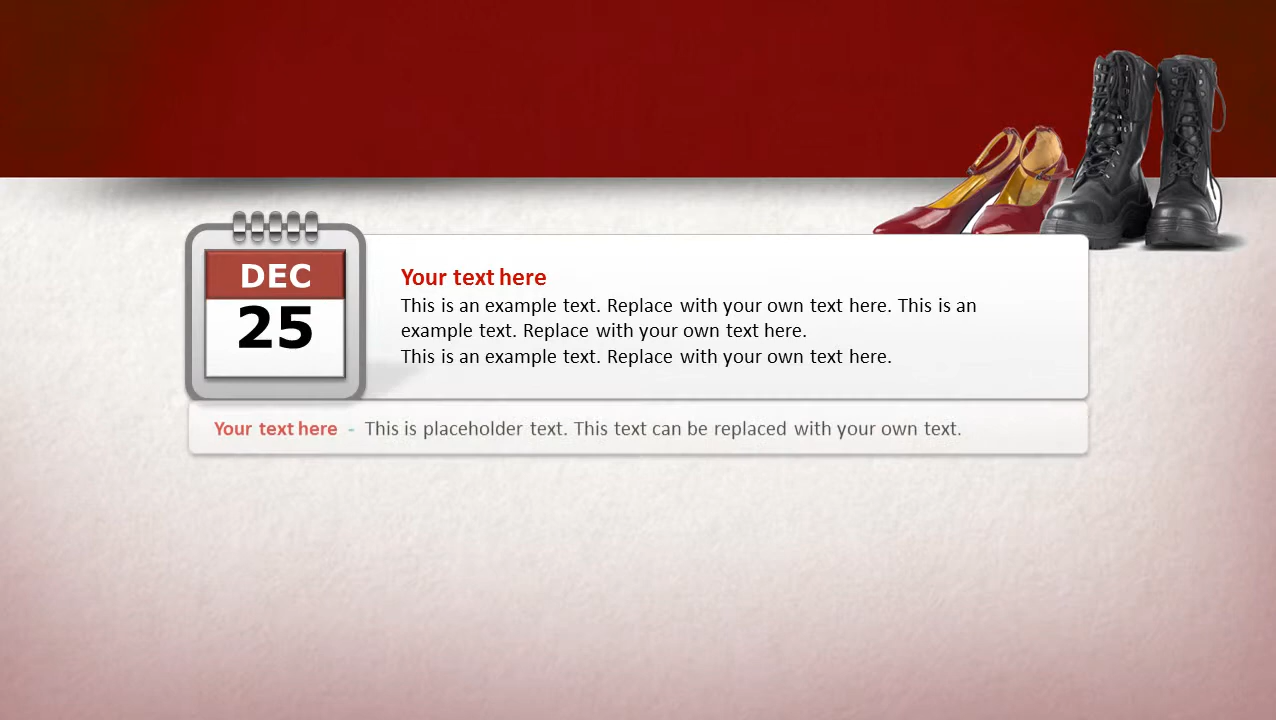 DEC
25
Your text here
This is an example text. Replace with your own text here. This is an
example text. Replace with your own text here.
This is an example text. Replace with your own text here.
Your text here - This is placeholder text. This text can be replaced with your own text.